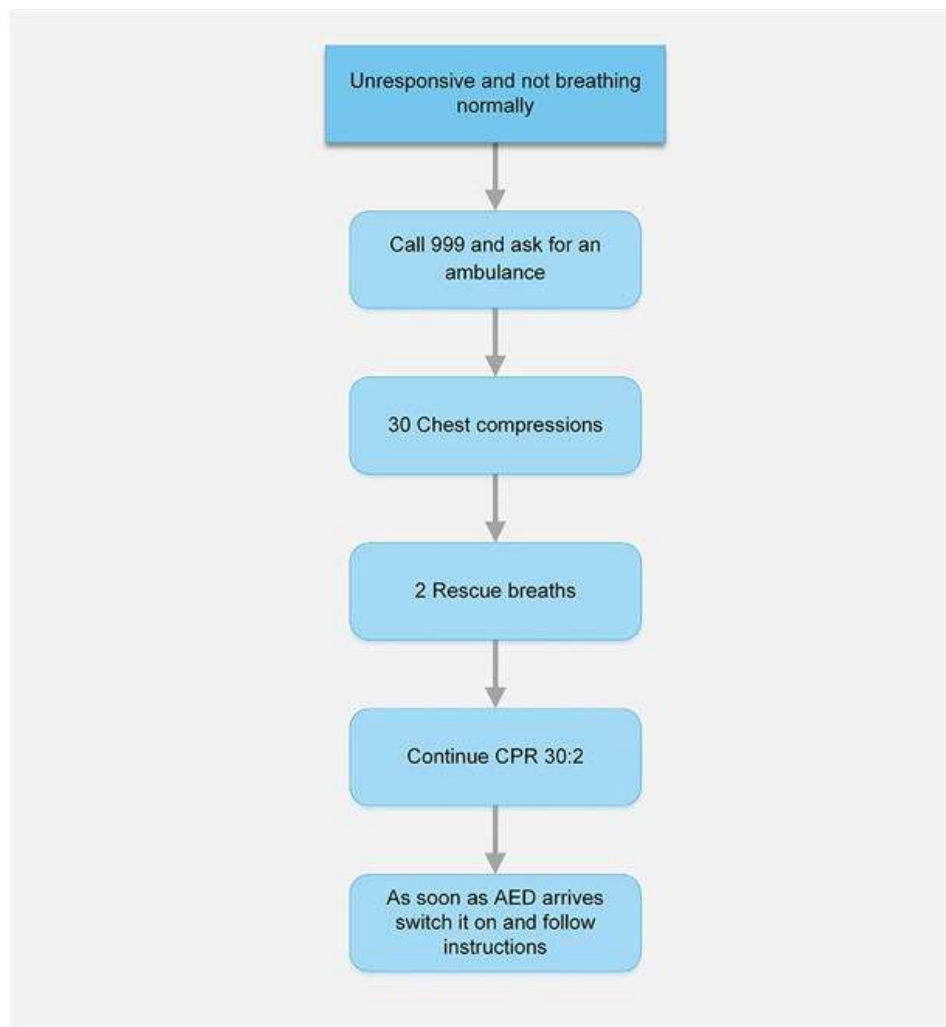 Unresponsive and not breathing
normally
Call 999 and ask for an
ambulance
30 Chest compressions
2 Rescue breaths
Continue CPR 30:2
As soon as AED arrives
switch it on and follow
instructions